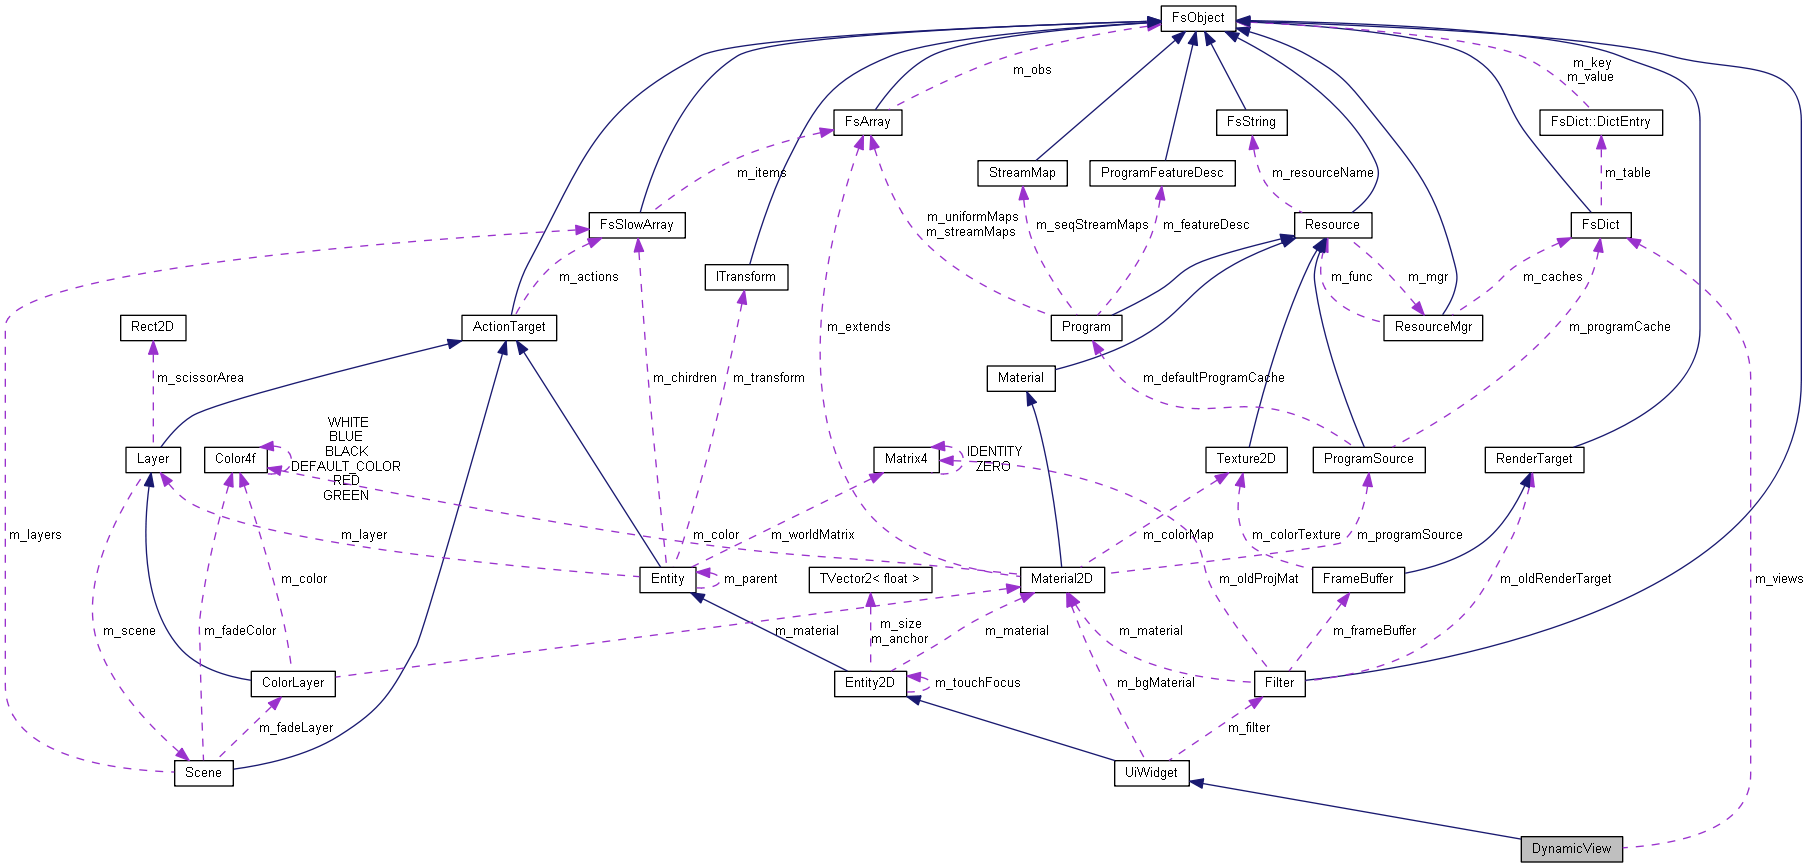 FsObject
m_obs
m_key
m_value
FsArray
FsString
FsDict::DictEntry
m_items
StreamMap
ProgramFeatureDesc
m_resourceName
m_table
FsSlowArray
m_uniformMaps
m_streamMaps
m_seqStreamMaps
m_featureDesc
Resource
FsDict
m_actions
ITransform
m_func
m_mgr
m_caches
Rect2D
ActionTarget
m_extends
Program
ResourceMgr
m_programCache
m_scissorArea
m_chirdren
m_transform
Material
m_defaultProgramCache
Layer
Color4f
WHITE
BLUE
BLACK
DEFAULT_COLOR
RED
GREEN
Matrix4
IDENTITY
ZERO
Texture2D
ProgramSource
RenderTarget
m_layers
m_layer
m_color
m_worldMatrix
m_colorMap
m_colorTexture
m_programSource
m_color
Entity
m_parent
TVector2< float >
Material2D
m_oldProjMat
FrameBuffer
m_oldRenderTarget
m_views
m_scene
m_fadeColor
m_material
m_size
m_anchor
m_material
m_material
m_frameBuffer
ColorLayer
Entity2D
m_touchFocus
m_bgMaterial
Filter
m_fadeLayer
m_filter
Scene
UiWidget
DynamicView